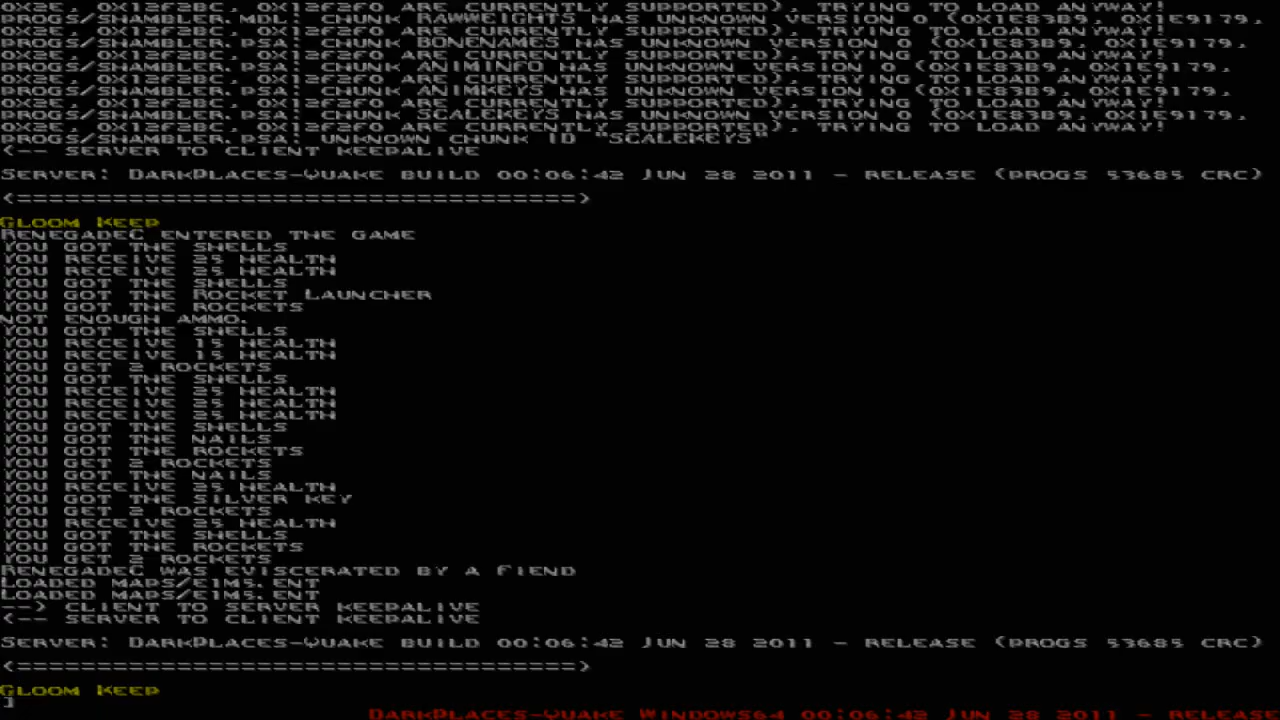 0X2E, 0X12F2BC, 0X12F2F0 ARE CURRENTLY SUPPORTED), TRYING TO LOAD ANYWAY!
PROGS/SHAMBLER.MDL: CHUNK RAWWEIGHTS HAS UNKNOWN VERSION 0 (0X1E83B9, 0X1E9179,
0X2E, 0X12F2BC, 0X12F2F0 ARE CURRENTLY SUPPORTED), TRYING TO LOAD ANYWAY!
PROGS/SHAMBLER.PSA: CHUNK BONENAMES HAS UNKNOWN VERSION 0 (0X1E83B9, 0X1E9179,
0X2E, 0X12F2BC, 0X12F2F0 ARE CURRENTLY SUPPORTED), TRYING TO LOAD ANYWAY!
PROGS/SHAMBLER.PSA: CHUNK ANIMINFO HAS UNKNOWN VERSION 0 (0X1E83B9, 0X1E9179,
0X2E, 0X12F2BC, 0X12F2F0 ARE CURRENTLY SUPPORTED), TRYING TO LOAD ANYWAY!
PROGS/SHAMBLER.PSA: CHUNK ANIMKEYS HAS UNKNOWN VERSION 0 (0X1E83B9, 0X1E9179,
0X2E, 0X12F2BC, 0X12F2F0 ARE CURRENTLY SUPPORTED), TRYING TO LOAD ANYWAY!
PROGS/SHAMBLER.PSA: CHUNK SCALEKEYS HAS UNKNOWN VERSION 0 (0X1E83B9, 0X1E9179,
0X2E, 0X12F2BC, 0X12F2F0 ARE CURRENTLY SUPPORTED), TRYING TO LOAD ANYWAY!
PROGS/SHAMBLER.PSA: UNKNOWN CHUNK ID "SCALEKEYS"
<-- SERVER TO CLIENT KEEPALIVE
SERVER: DARKPLACES-QUAKE BUILD 00:06:42 JUN 28 2011 - RELEASE (PROGS 53685 CRC)
<===================================>
GLOOM KEEP
RENEGADEC ENTERED THE GAME
YOU GOT THE SHELLS
YOU RECEIVE 25 HEALTH
YOU RECEIVE 25 HEALTH
YOU GOT THE SHELLS
YOU GOT THE ROCKET LAUNCHER
YOU GOT THE ROCKETS
NOT ENOUGH AMMO.
YOU GOT THE SHELLS
YOU RECEIVE 15 HEALTH
YOU RECEIVE 15 HEALTH
YOU GET 2 ROCKETS
YOU GOT THE SHELLS
YOU RECEIVE 25 HEALTH
YOU RECEIVE 25 HEALTH
YOU RECEIVE 25 HEALTH
YOU GOT THE SHELLS
YOU GOT THE NAILS
YOU GOT THE ROCKETS
YOU GET 2 ROCKETS
YOU GOT THE NAILS
YOU RECEIVE 25 HEALTH
YOU GOT THE SILVER KEY
YOU GET 2 ROCKETS
YOU RECEIVE 25 HEALTH
YOU GOT THE SHELLS
YOU GOT THE ROCKETS
YOU GET 2 ROCKETS
RENEGADEC WAS EVISCERATED BY A FIEND
LOADED MAPS/E1M5.ENT
LOADED MAPS/E1M5.ENT
--> CLIENT TO SERVER KEEPALIVE
<-- SERVER TO CLIENT KEEPALIVE
SERVER: DARKPLACES-QUAKE BUILD 00:06:42 JUN 28 2011 - RELEASE (PROGS 53685 CRC)
<===================================>
GLOOM KEEP
]
DARKPLACES-QUAKE WINDOWS64 00:06:42 JUN 28 2011 - RELEASE